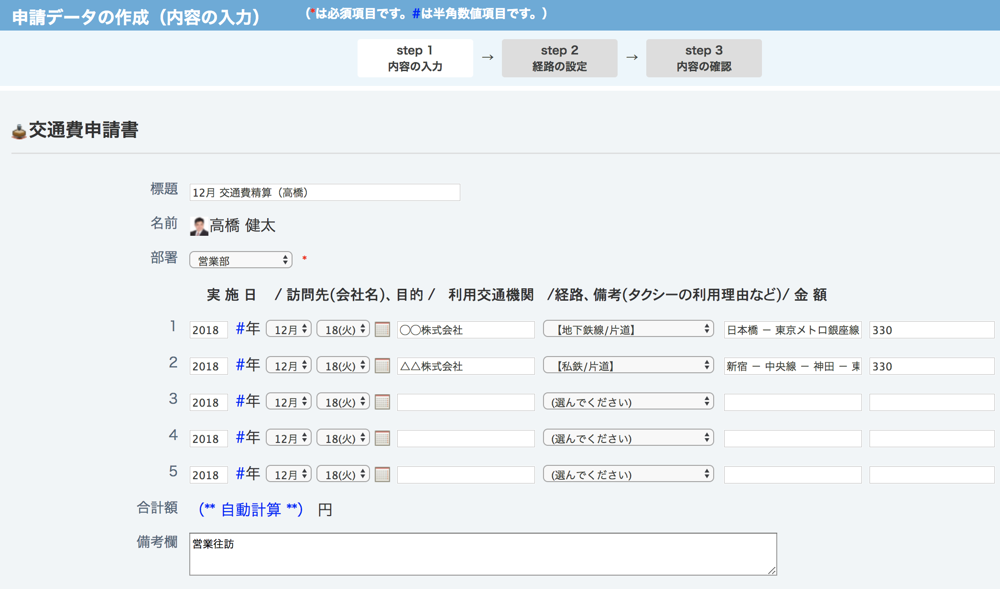 申請データの作成（内容の入力） （*は必須項目です。#は半角数値項目です。）
step 1 → step 2 → step 3
内容の入力 経路の設定 内容の確認
交通費申請書
標題 12月 交通費精算（高橋）
名前 高橋 健太
部署 営業部 *
実 施 日 / 訪問先(会社名)、目的 / 利用交通機関 /経路、備考(タクシーの利用理由など)/ 金 額
1 2018 #年 12月 18(火) 〇〇株式会社 【地下鉄線/片道】 日本橋 － 東京メトロ銀座線 330
2 2018 #年 12月 18(火) △△株式会社 【私鉄/片道】 新宿 － 中央線 － 神田 － 東 330
3 2018 #年 12月 18(火) (選んでください)
4 2018 #年 12月 18(火) (選んでください)
5 2018 #年 12月 18(火) (選んでください)
合計額 (** 自動計算 **) 円
備考欄 営業往訪